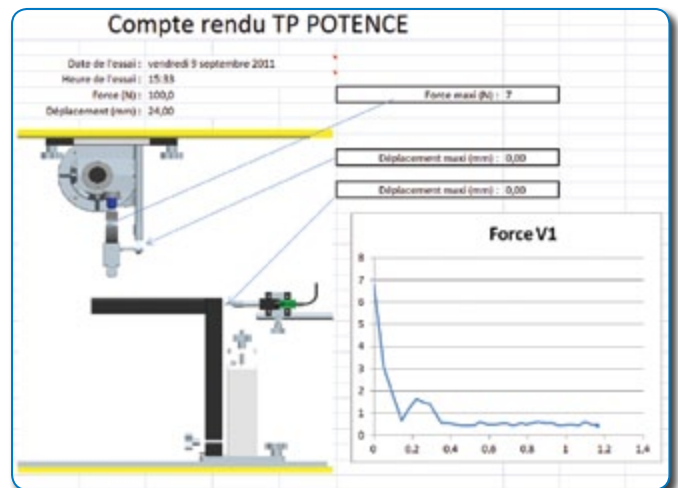 Compte rendu TP POTENCE
Date de l'essai : vendredi 9 septembre 2011
Heure de l'essai : 15:33
Force (N) : 100,0
Déplacement (mm) : 24,00
Force maxi (N) : 7
Déplacement maxi (mm) : 0,00
Déplacement maxi (mm) : 0,00
Force V1
8
7
6
5
4
3
2
1
0
0 0,2 0,4 0,6 0,8 1 1,2 1,4